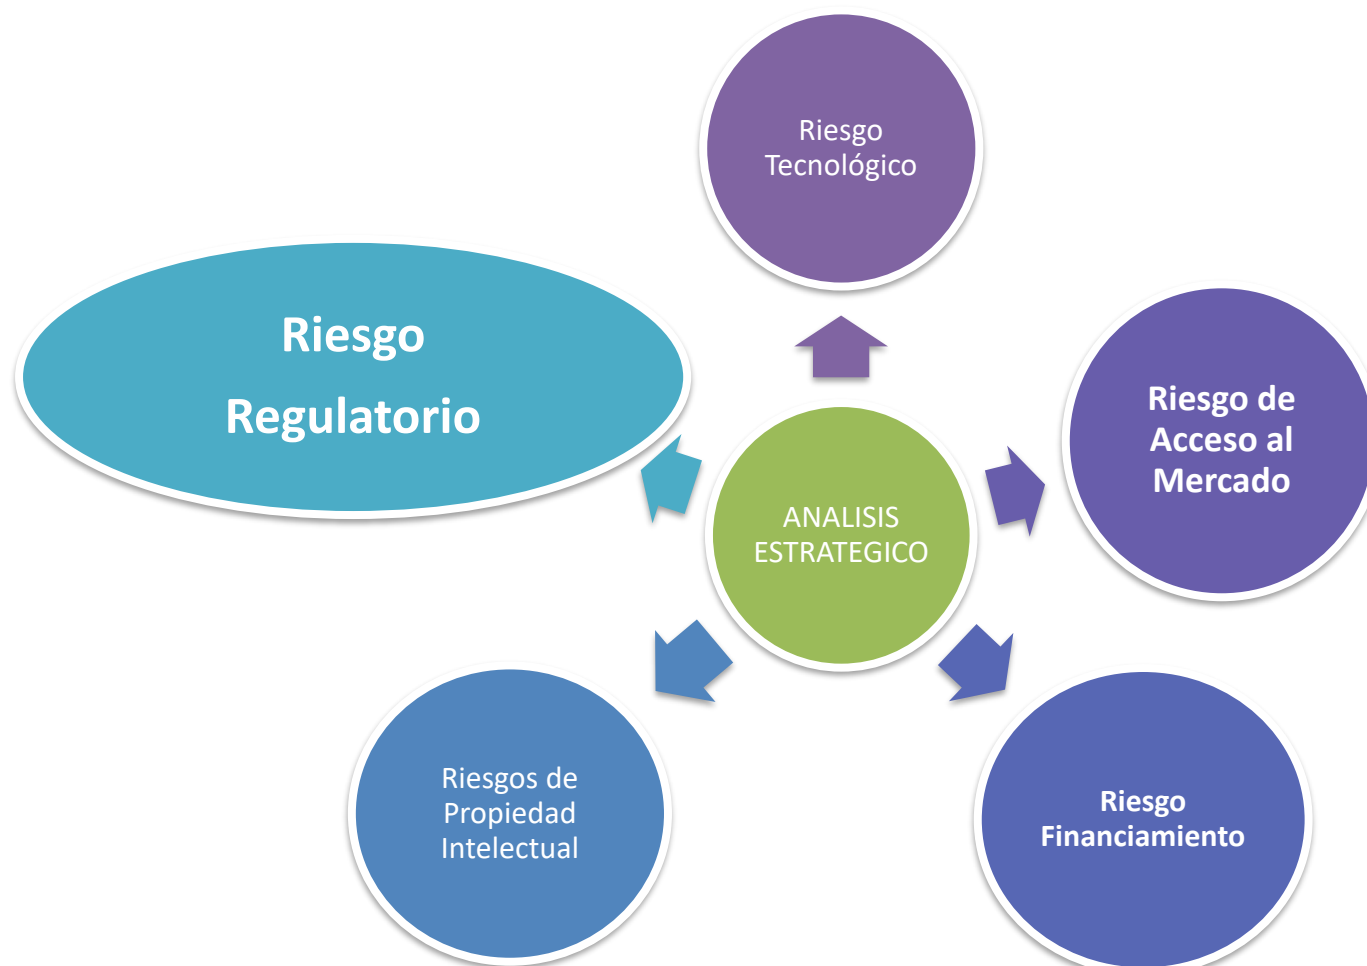 Riesgo
Tecnológico
Riesgo
Regulatorio
Riesgo de
Acceso al
Mercado
ANALISIS
ESTRATEGICO
Riesgos de
Propiedad
Intelectual
Riesgo
Financiamiento